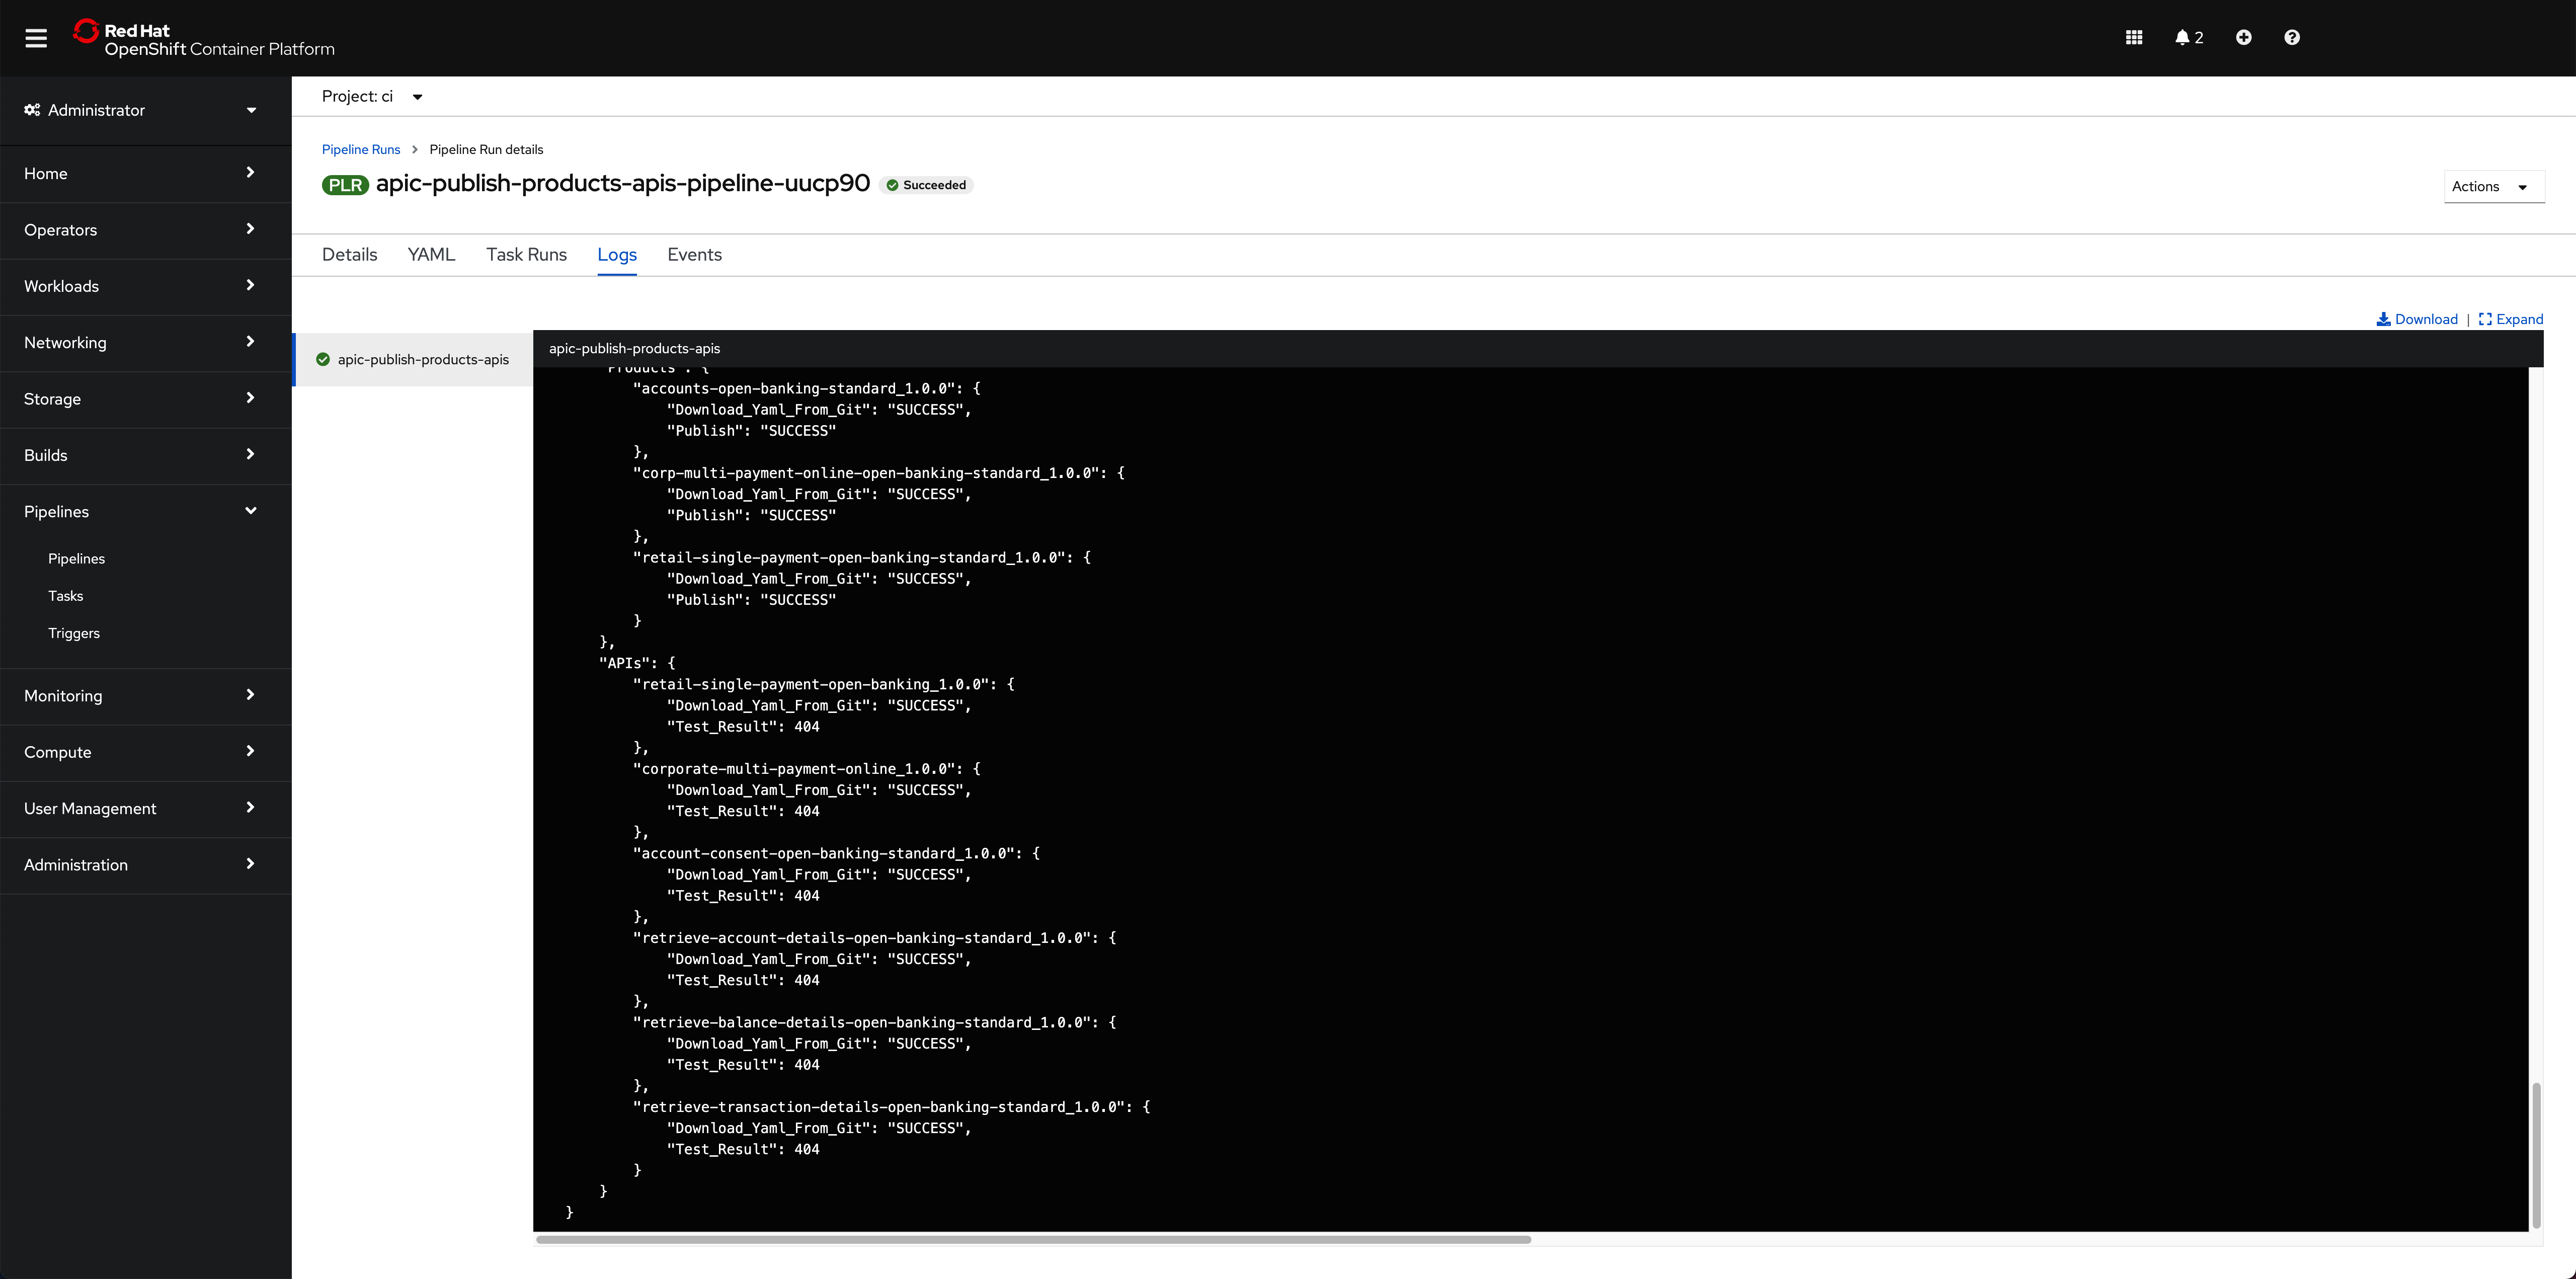 Red Hat
OpenShift Container Platform
2
Administrator
Home
Operators
Workloads
Networking
Storage
Builds
Pipelines
Pipelines
Tasks
Triggers
Monitoring
Compute
User Management
Administration
Project: ci
Pipeline Runs > Pipeline Run details
PLR apic-publish-products-apis-pipeline-uucp90 Succeeded
Actions
Details YAML Task Runs Logs Events
Download | Expand
apic-publish-products-apis
apic-publish-products-apis
"Products": {
"accounts-open-banking-standard_1.0.0": {
"Download_Yaml_From_Git": "SUCCESS",
"Publish": "SUCCESS"
},
"corp-multi-payment-online-open-banking-standard_1.0.0": {
"Download_Yaml_From_Git": "SUCCESS",
"Publish": "SUCCESS"
},
"retail-single-payment-open-banking-standard_1.0.0": {
"Download_Yaml_From_Git": "SUCCESS",
"Publish": "SUCCESS"
}
},
"APIs": {
"retail-single-payment-open-banking_1.0.0": {
"Download_Yaml_From_Git": "SUCCESS",
"Test_Result": 404
},
"corporate-multi-payment-online_1.0.0": {
"Download_Yaml_From_Git": "SUCCESS",
"Test_Result": 404
},
"account-consent-open-banking-standard_1.0.0": {
"Download_Yaml_From_Git": "SUCCESS",
"Test_Result": 404
},
"retrieve-account-details-open-banking-standard_1.0.0": {
"Download_Yaml_From_Git": "SUCCESS",
"Test_Result": 404
},
"retrieve-balance-details-open-banking-standard_1.0.0": {
"Download_Yaml_From_Git": "SUCCESS",
"Test_Result": 404
},
"retrieve-transaction-details-open-banking-standard_1.0.0": {
"Download_Yaml_From_Git": "SUCCESS",
"Test_Result": 404
}
}
}